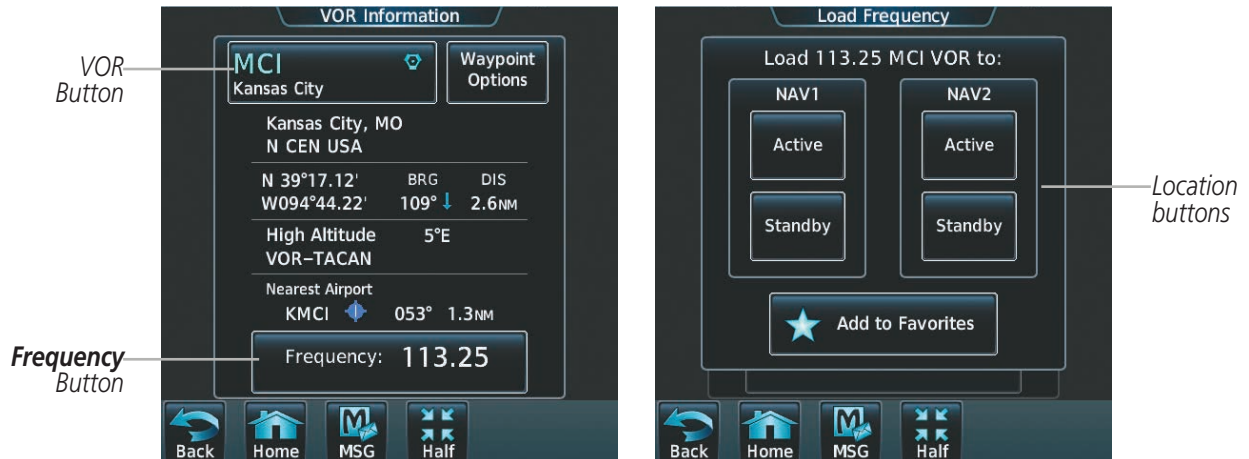 VOR Information
VOR
Button
MCI
Kansas City
Waypoint
Options
Kansas City, MO
N CEN USA
N 39°17.12' BRG DIS
W094°44.22' 109° 2.6NM
High Altitude 5°E
VOR–TACAN
Nearest Airport
KMCI 053° 1.3NM
Frequency
Button
Frequency: 113.25
Back Home MSG Half
Load Frequency
Load 113.25 MCI VOR to:
NAV1 NAV2
Active Active
Standby Standby
Location
buttons
Add to Favorites
Back Home MSG Half